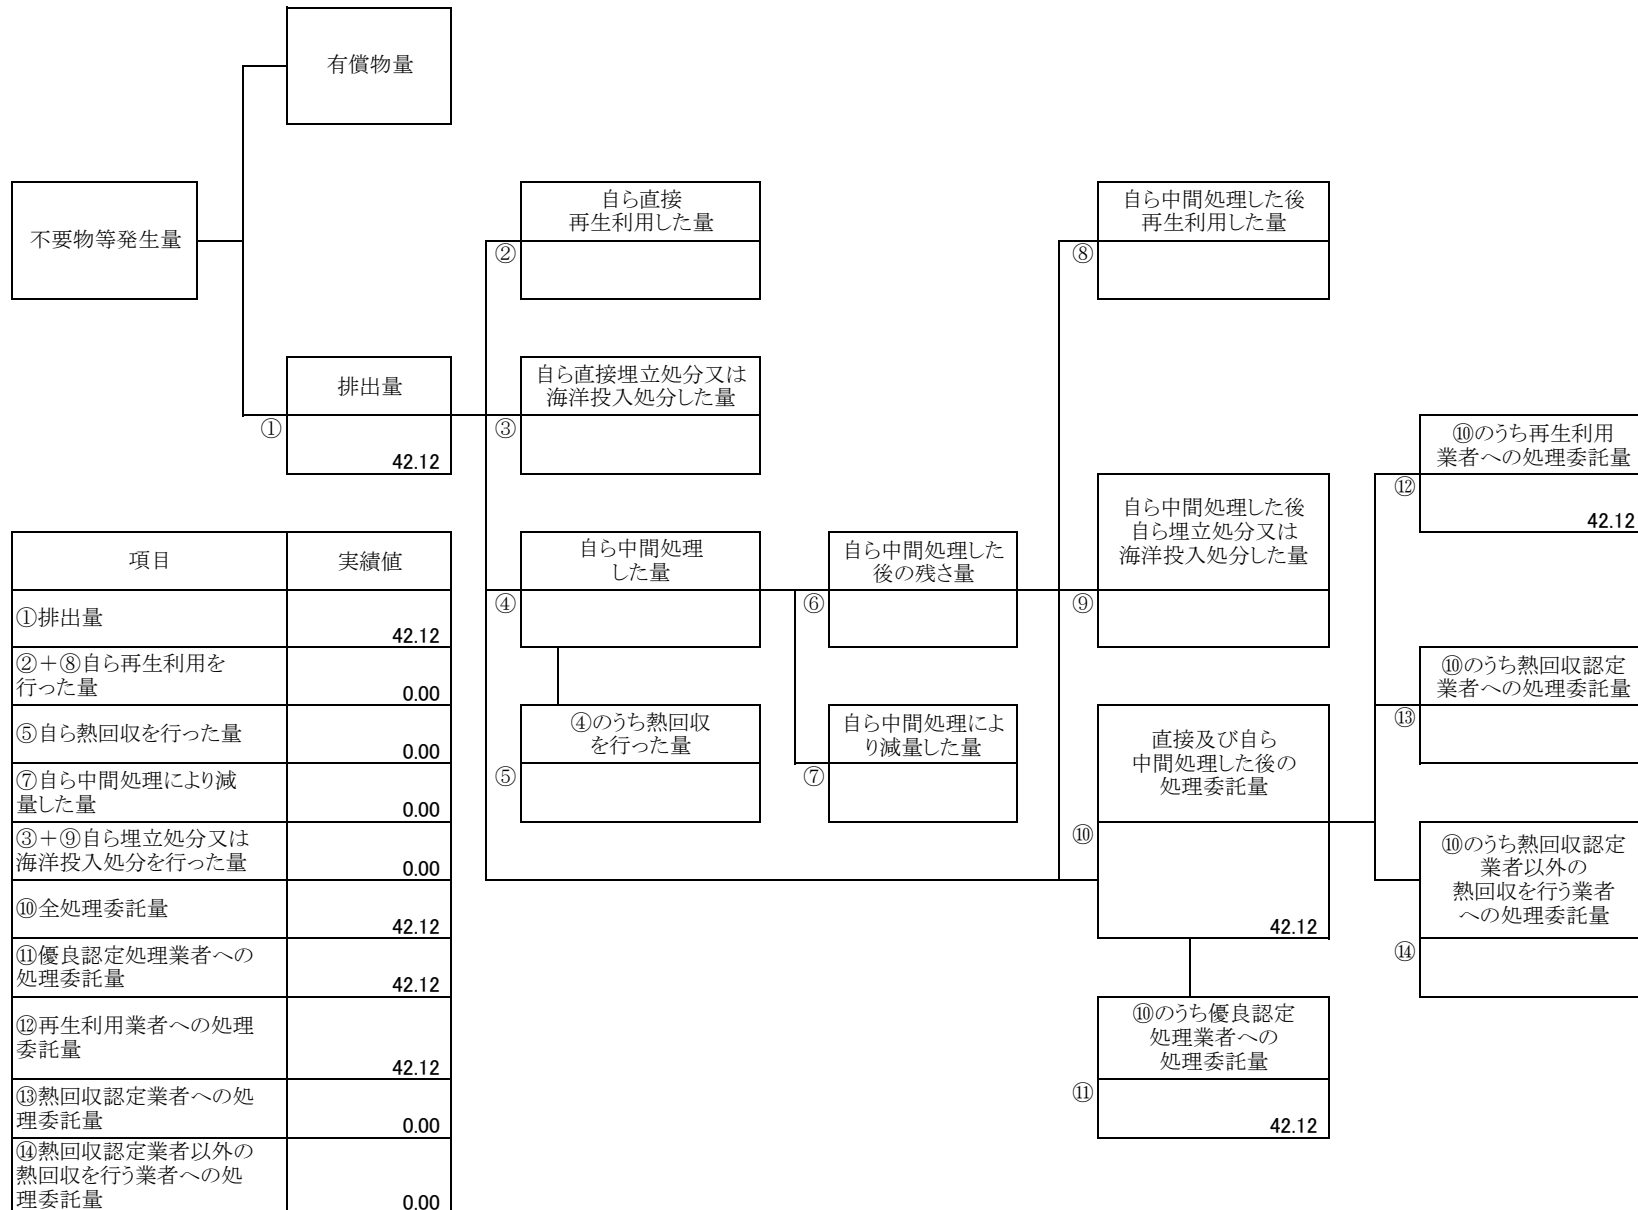 有償物量
不要物等発生量
排出量
①
42.12
自ら直接
再生利用した量
②
自ら直接埋立処分又は
海洋投入処分した量
③
自ら中間処理
した量
④
④のうち熱回収
を行った量
⑤
自ら中間処理した
後の残さ量
⑥
自ら中間処理によ
り減量した量
⑦
自ら中間処理した後
再生利用した量
⑧
自ら中間処理した後
自ら埋立処分又は
海洋投入処分した量
⑨
直接及び自ら
中間処理した後の
処理委託量
⑩
42.12
⑩のうち優良認定
処理業者への
処理委託量
⑪
42.12
⑩のうち再生利用
業者への処理委託量
⑫
42.12
⑩のうち熱回収認定
業者への処理委託量
⑬
⑩のうち熱回収認定
業者以外の
熱回収を行う業者
への処理委託量
⑭
項目 実績値
①排出量 42.12
②+⑧自ら再生利用を
行った量 0.00
⑤自ら熱回収を行った量 0.00
⑦自ら中間処理により減
量した量 0.00
③+⑨自ら埋立処分又は
海洋投入処分を行った量 0.00
⑩全処理委託量 42.12
⑪優良認定処理業者への
処理委託量 42.12
⑫再生利用業者への処理
委託量 42.12
⑬熱回収認定業者への処
理委託量 0.00
⑭熱回収認定業者以外の
熱回収を行う業者への処
理委託量 0.00